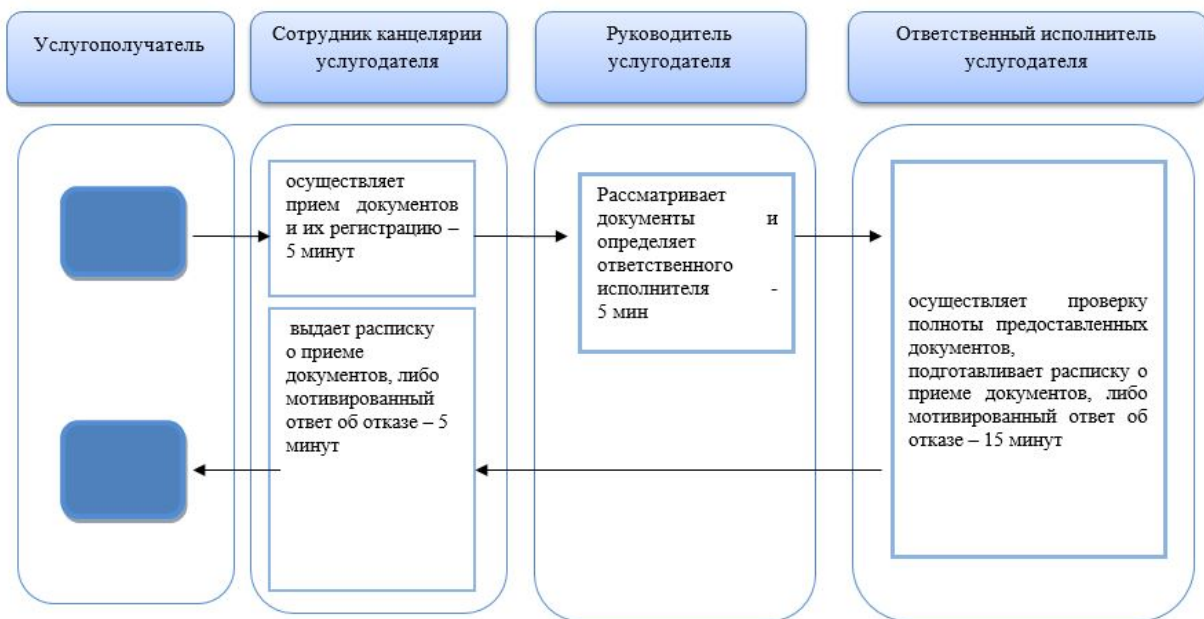 Услугополучатель
Сотрудник канцелярии
услугодателя
Руководитель
услугодателя
Ответственный исполнитель
услугодателя
осуществляет
прием документов
и их регистрацию –
5 минут
Рассматривает
документы и
определяет
ответственного
исполнителя -
5 мин
осуществляет проверку
полноты предоставленных
документов,
подготавливает расписку о
приеме документов, либо
мотивированный ответ об
отказе – 15 минут
выдает расписку
о приеме
документов, либо
мотивированный
ответ об отказе – 5
минут